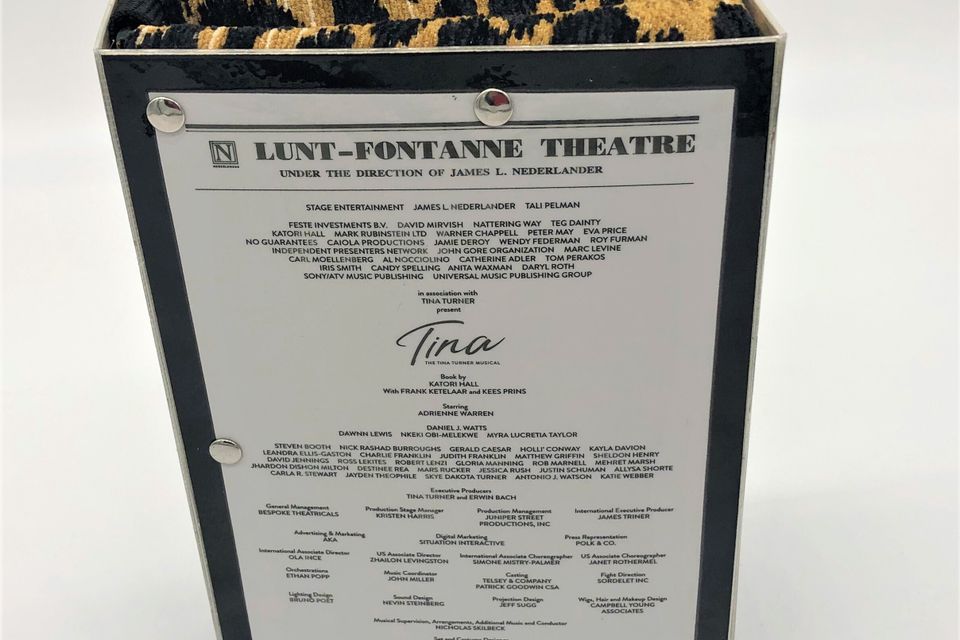 N
NEDERLANDER
LUNT-FONTANNE THEATRE
UNDER THE DIRECTION OF JAMES L. NEDERLANDER
STAGE ENTERTAINMENT JAMES L. NEDERLANDER TALI PELMAN
FESTE INVESTMENTS B.V. DAVID MIRVISH NATTERING WAY TEG DAINTY
KATORI HALL MARK RUBINSTEIN LTD WARNER CHAPPELL PETER MAY EVA PRICE
NO GUARANTEES CAIOLA PRODUCTIONS JAMIE DEROY WENDY FEDERMAN ROY FURMAN
INDEPENDENT PRESENTERS NETWORK JOHN GORE ORGANIZATION MARC LEVINE
CARL MOELLENBERG AL NOCCIOLINO CATHERINE ADLER TOM PERAKOS
IRIS SMITH CANDY SPELLING ANITA WAXMAN DARYL ROTH
SONY/ATV MUSIC PUBLISHING UNIVERSAL MUSIC PUBLISHING GROUP
in association with
TINA TURNER
present
Tina
THE TINA TURNER MUSICAL
Book by
KATORI HALL
With FRANK KETELAAR and KEES PRINS
Starring
ADRIENNE WARREN
DANIEL J. WATTS
DAWNN LEWIS NKEKI OBI-MELEKWE MYRA LUCRETIA TAYLOR
STEVEN BOOTH NICK RASHAD BURROUGHS GERALD CAESAR HOLLI' CONWAY KAYLA DAVION
LEANDRA ELLIS-GASTON CHARLIE FRANKLIN JUDITH FRANKLIN MATTHEW GRIFFIN SHELDON HENRY
DAVID JENNINGS ROSS LEKITES ROBERT LENZI GLORIA MANNING ROB MARNELL MEHRET MARSH
JHARDON DISHON MILTON DESTINEE REA MARS RUCKER JESSICA RUSH JUSTIN SCHUMAN ALLYSA SHORTE
CARLA R. STEWART JAYDEN THEOPHILE SKYE DAKOTA TURNER ANTONIO J. WATSON KATIE WEBBER
Executive Producers
TINA TURNER and ERWIN BACH
General Management Production Stage Manager Production Management International Executive Producer
BESPOKE THEATRICALS KRISTEN HARRIS JUNIPER STREET JAMES TRINER
PRODUCTIONS, INC
Advertising & Marketing Digital Marketing Press Representation
AKA SITUATION INTERACTIVE POLK & CO.
International Associate Director US Associate Director International Associate Choreographer US Associate Choreographer
OLA INCE ZHAILON LEVINGSTON SIMONE MISTRY-PALMER JANET ROTHERMEL
Orchestrations Music Coordinator Casting Fight Direction
ETHAN POPP JOHN MILLER TELSEY & COMPANY SORDELET INC
PATRICK GOODWIN CSA
Lighting Design Sound Design Projection Design Wigs, Hair and Makeup Design
BRUNO POET NEVIN STEINBERG JEFF SUGG CAMPBELL YOUNG
ASSOCIATES
Musical Supervision, Arrangements, Additional Music and Conductor
NICHOLAS SKILBECK
Set and Costume Designer